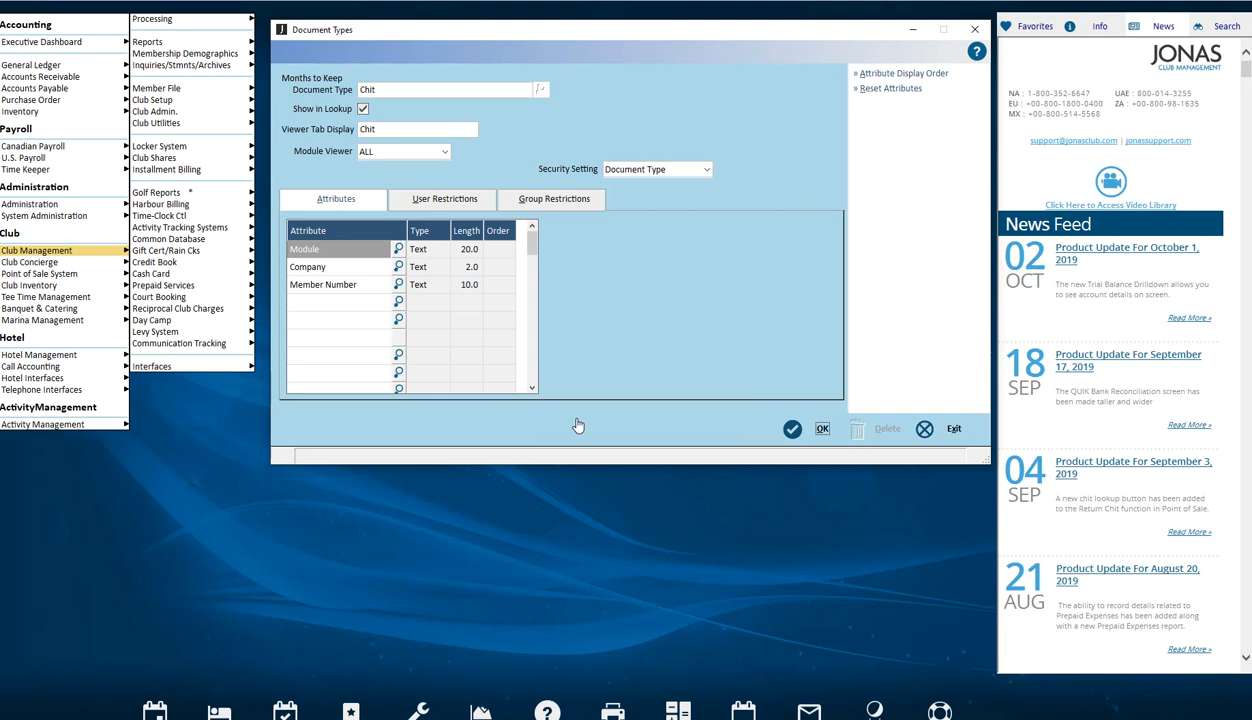 Accounting
Executive Dashboard
General Ledger
Accounts Receivable
Accounts Payable
Purchase Order
Inventory
Payroll
Canadian Payroll
U.S. Payroll
Time Keeper
Administration
Administration
System Administration
Club
Club Management
Club Concierge
Point of Sale System
Club Inventory
Tee Time Management
Banquet & Catering
Marina Management
Hotel
Hotel Management
Call Accounting
Hotel Interfaces
Telephone Interfaces
ActivityManagement
Activity Management
Processing
Reports
Membership Demographics
Inquiries/Stmnts/Archives
Member File
Club Setup
Club Admin.
Club Utilities
Locker System
Club Shares
Installment Billing
Golf Reports *
Harbour Billing
Time-Clock Ctl
Activity Tracking Systems
Common Database
Gift Cert/Rain Cks
Credit Book
Cash Card
Prepaid Services
Court Booking
Reciprocal Club Charges
Day Camp
Levy System
Communication Tracking
Interfaces
J Document Types
?
Months to Keep
Document Type Chit
Show in Lookup
Viewer Tab Display Chit
Module Viewer ALL
Security Setting Document Type
Attributes User Restrictions Group Restrictions
Attribute Type Length Order
Module Text 20.0
Company Text 2.0
Member Number Text 10.0
» Attribute Display Order
» Reset Attributes
OK Delete Exit
Favorites Info News Search
JONAS
CLUB MANAGEMENT
NA : 1-800-352-6647 UAE : 800-014-3255
EU : +00-800-1800-0400 ZA : +00-800-98-1635
MX : +00-800-514-5568
support@jonasclub.com | jonassupport.com
Click Here to Access Video Library
News Feed
02 OCT
Product Update For October 1,
2019
The new Trial Balance Drilldown allows you
to see account details on screen.
Read More »
18 SEP
Product Update For September
17, 2019
The QUIK Bank Reconciliation screen has
been made taller and wider
Read More »
04 SEP
Product Update For September 3,
2019
A new chit lookup button has been added
to the Return Chit function in Point of Sale.
Read More »
21 AUG
Product Update For August 20,
2019
The ability to record details related to
Prepaid Expenses has been added along
with a new Prepaid Expenses report.
Read More »
?